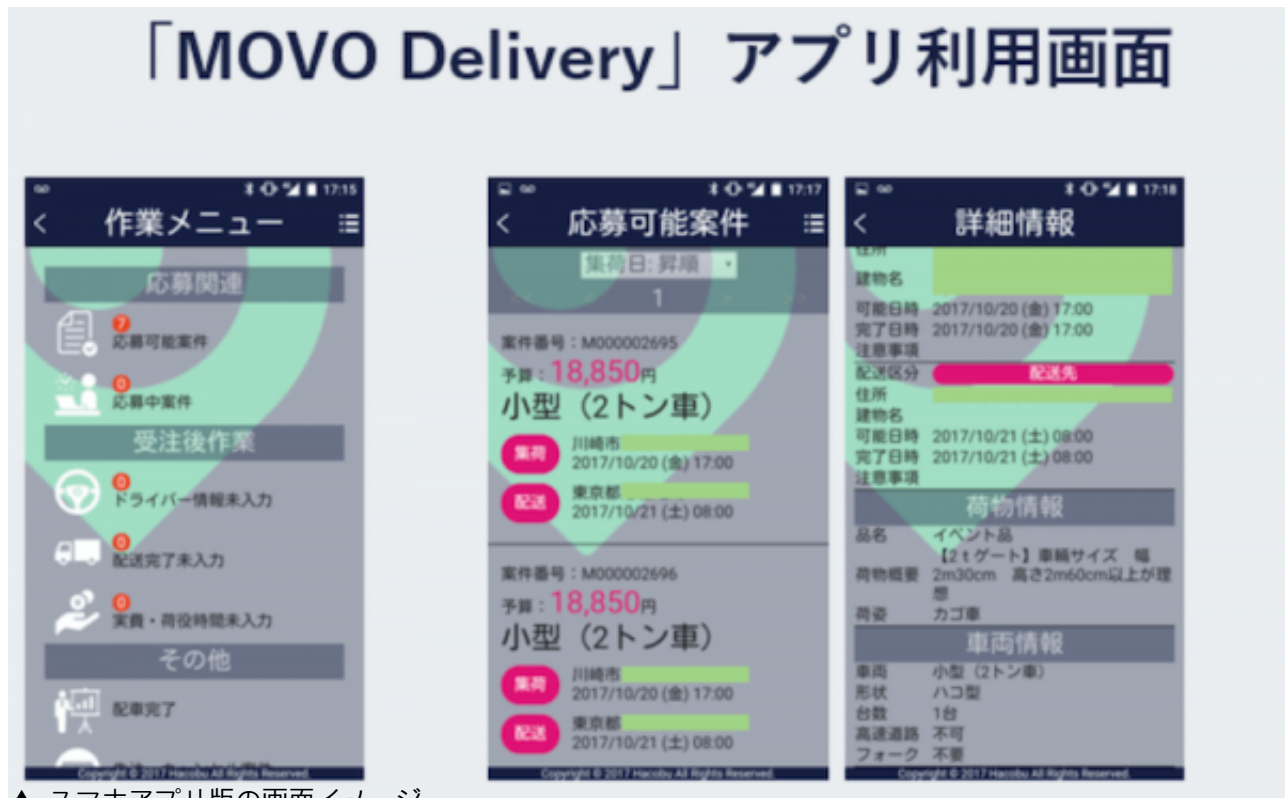 「MOVO Delivery」アプリ利用画面
17:15
作業メニュー
応募関連
7
応募可能案件
0
応募中案件
受注後作業
0
ドライバー情報未入力
0
配送完了未入力
0
実費・荷役時間未入力
その他
配車完了
Copyright © 2017 Hacobu All Rights Reserved.
17:17
応募可能案件
集荷日: 昇順
<< < 1 > >>
案件番号：M000002695
予算：18,850円
小型（2トン車）
集荷 川崎市
2017/10/20 (金) 17:00
配送 東京都
2017/10/21 (土) 08:00
案件番号：M000002696
予算：18,850円
小型（2トン車）
集荷 川崎市
2017/10/20 (金) 17:00
配送 東京都
2017/10/21 (土) 08:00
Copyright © 2017 Hacobu All Rights Reserved.
17:18
詳細情報
住所
建物名
可能日時 2017/10/20 (金) 17:00
完了日時 2017/10/20 (金) 17:00
注意事項
配送区分 配送先
住所
建物名
可能日時 2017/10/21 (土) 08:00
完了日時 2017/10/21 (土) 08:00
注意事項
荷物情報
品名 イベント品
【2ｔゲート】車輌サイズ 幅
荷物概要 2m30cm 高さ2m60cm以上が理
想
荷姿 カゴ車
車両情報
車両 小型（2トン車）
形状 ハコ型
台数 1台
高速道路 不可
フォーク 不要
Copyright © 2017 Hacobu All Rights Reserved.
▲ スマホアプリ版の画面イメージ